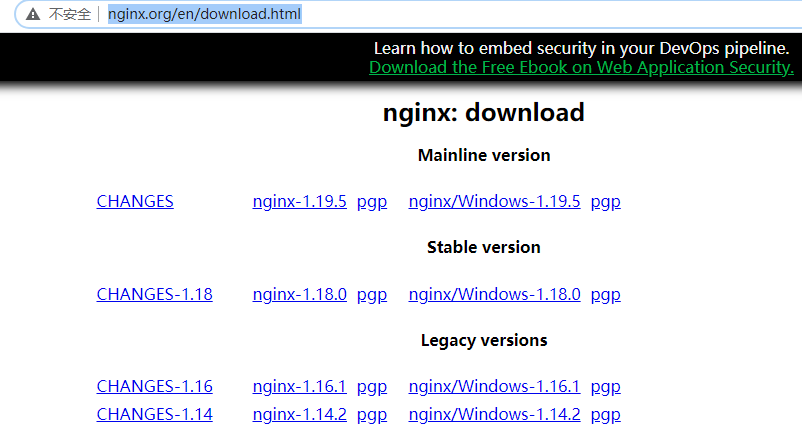 不安全 nginx.org/en/download.html
Learn how to embed security in your DevOps pipeline.
Download the Free Ebook on Web Application Security.
nginx: download
Mainline version
CHANGES nginx-1.19.5 pgp nginx/Windows-1.19.5 pgp
Stable version
CHANGES-1.18 nginx-1.18.0 pgp nginx/Windows-1.18.0 pgp
Legacy versions
CHANGES-1.16 nginx-1.16.1 pgp nginx/Windows-1.16.1 pgp
CHANGES-1.14 nginx-1.14.2 pgp nginx/Windows-1.14.2 pgp